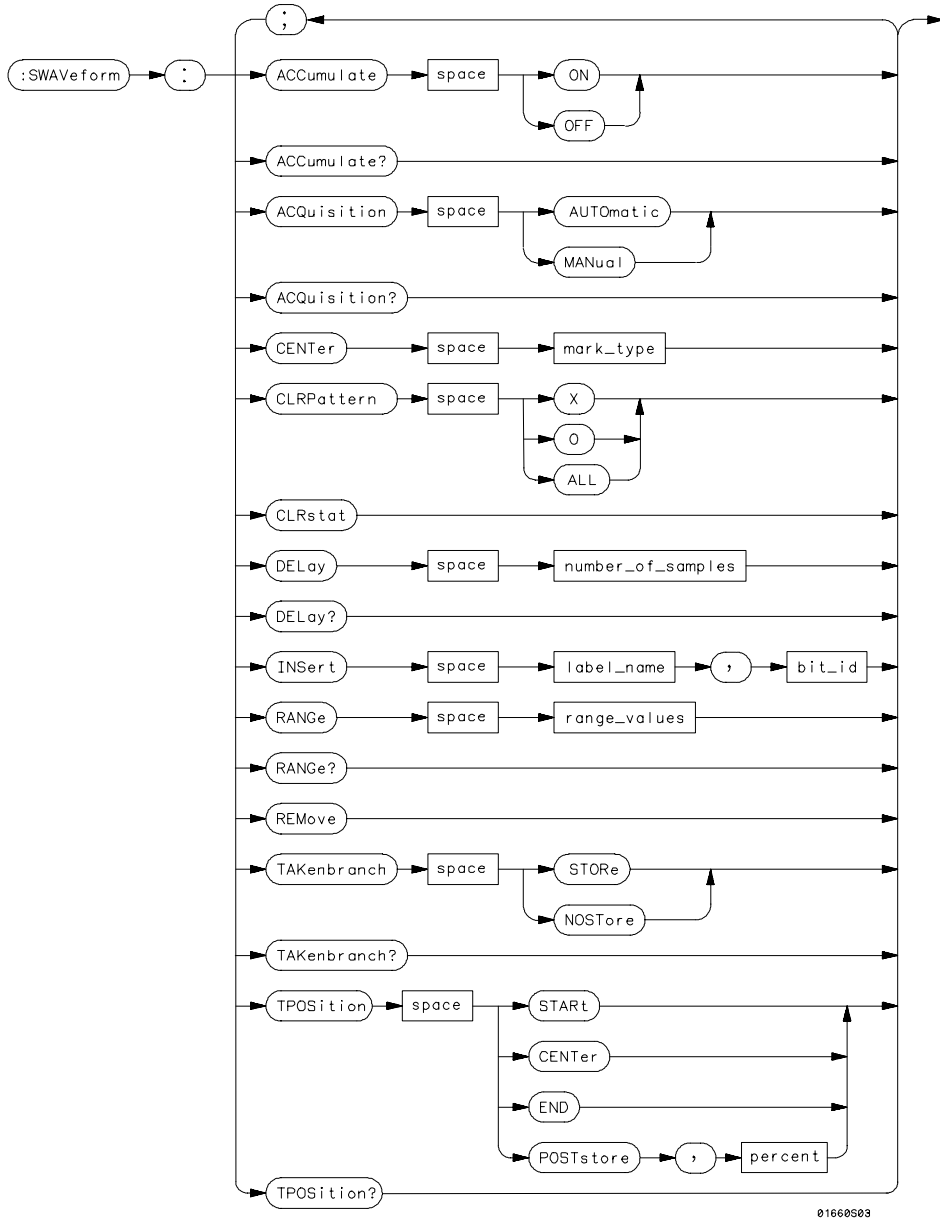 ;
:SWAVeform : ACCumulate space ON
OFF
ACCumulate?
ACQuisition space AUTOmatic
MANual
ACQuisition?
CENTer space mark_type
CLRPattern space X
O
ALL
CLRstat
DELay space number_of_samples
DELay?
INSert space label_name , bit_id
RANGe space range_values
RANGe?
REMove
TAKenbranch space STORe
NOSTore
TAKenbranch?
TPOSition space STARt
CENTer
END
POSTstore , percent
TPOSition?
01660S03